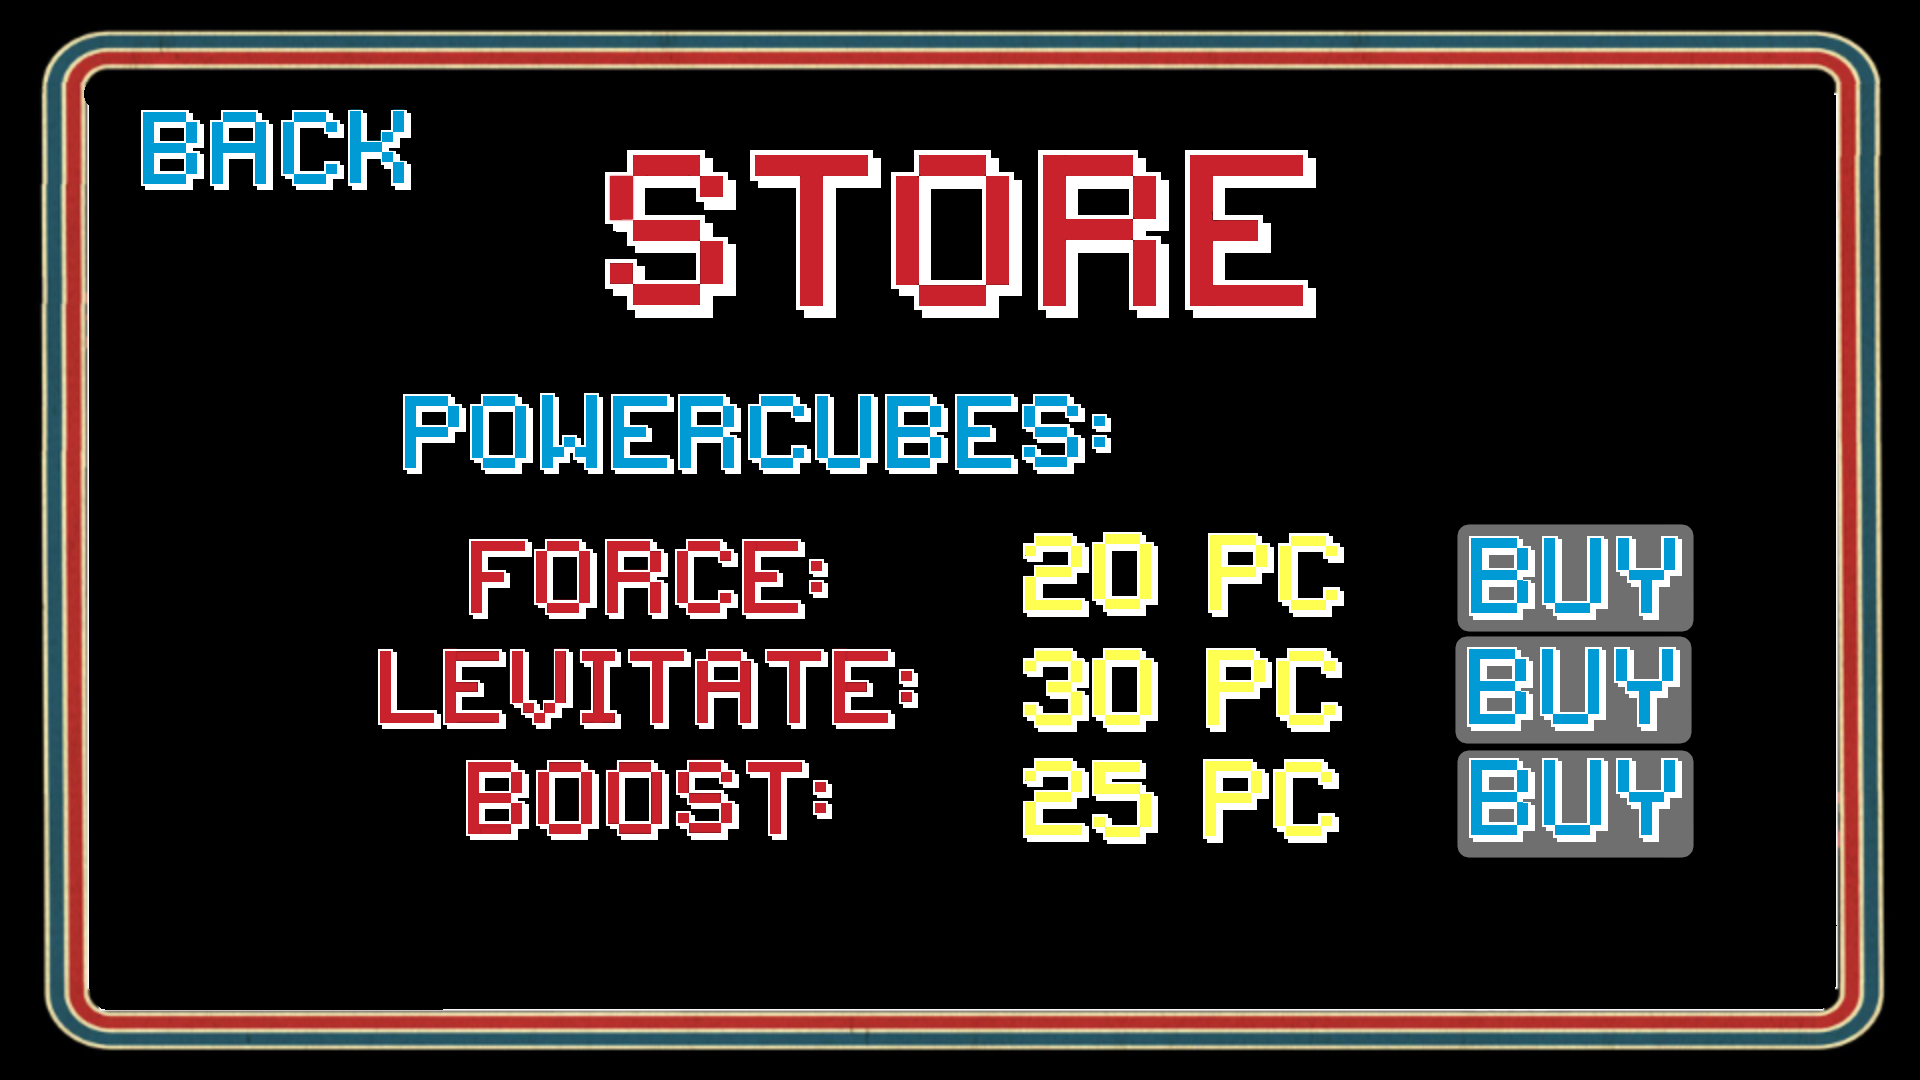 BACK
STORE
POWERCUBES:
FORCE: 20 PC BUY
LEVITATE: 30 PC BUY
BOOST: 25 PC BUY